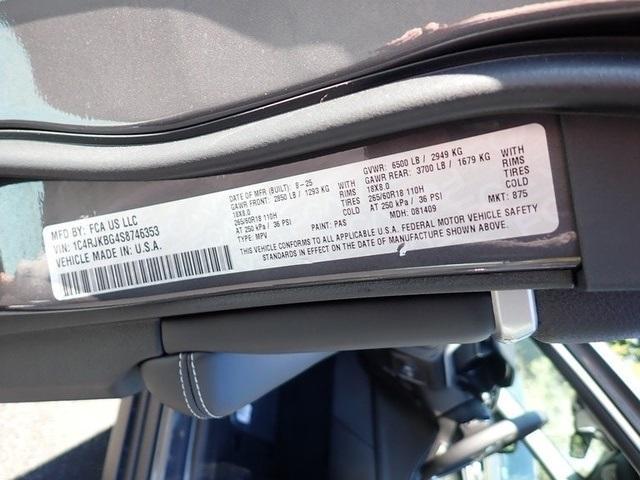 MFD BY: FCA US LLC
DATE OF MFR (BUILT): 8-25
GVWR: 6500 LB / 2949 KG
GAWR FRONT: 2850 LB / 1293 KG WITH
GAWR REAR: 3700 LB / 1679 KG WITH
18X8.0 RIMS
18X8.0 RIMS
265/60R18 110H TIRES
265/60R18 110H TIRES
AT 250 kPa / 36 PSI COLD
AT 250 kPa / 36 PSI COLD
VIN: 1C4RJKBG4S8746353
TYPE: MPV
PAINT: PAS
MDH: 081409
MKT: 875
VEHICLE MADE IN: U.S.A.
THIS VEHICLE CONFORMS TO ALL APPLICABLE U.S.A. FEDERAL MOTOR VEHICLE SAFETY
STANDARDS IN EFFECT ON THE DATE OF MANUFACTURE SHOWN ABOVE.